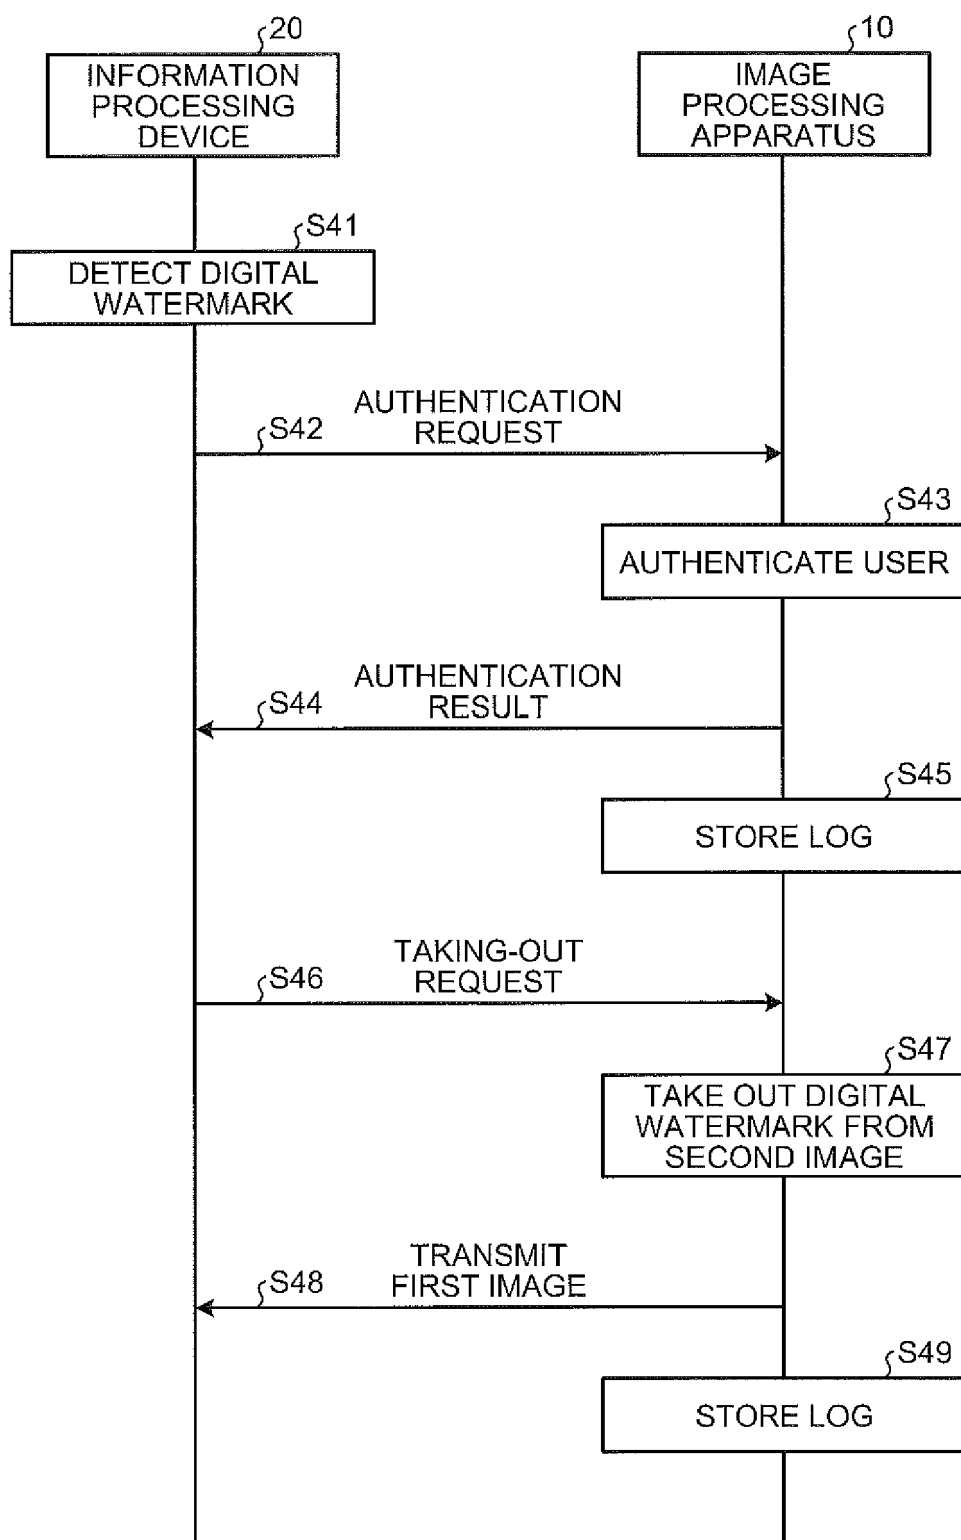 20
INFORMATION
PROCESSING
DEVICE
10
IMAGE
PROCESSING
APPARATUS
S41
DETECT DIGITAL
WATERMARK
S42
AUTHENTICATION
REQUEST
S43
AUTHENTICATE USER
S44
AUTHENTICATION
RESULT
S45
STORE LOG
S46
TAKING-OUT
REQUEST
S47
TAKE OUT DIGITAL
WATERMARK FROM
SECOND IMAGE
S48
TRANSMIT
FIRST IMAGE
S49
STORE LOG